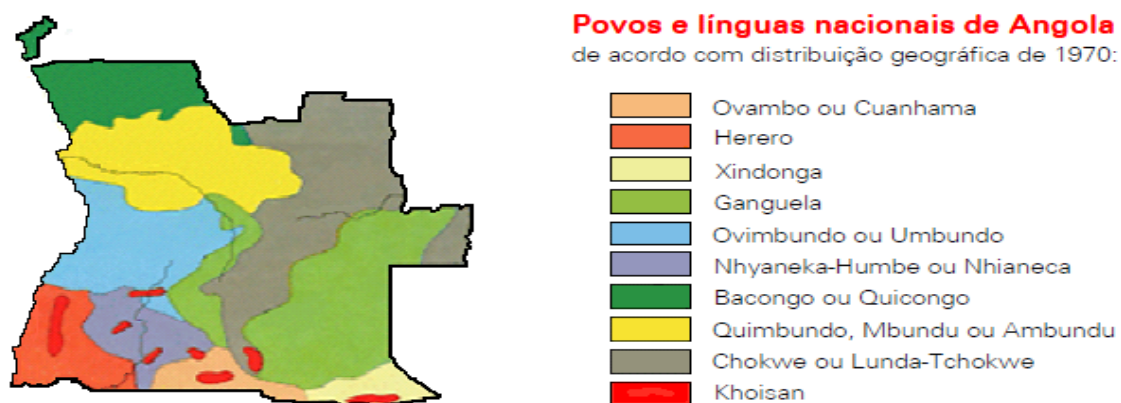 Povos e línguas nacionais de Angola
de acordo com distribuição geográfica de 1970:
Ovambo ou Cuanhama
Herero
Xindonga
Ganguela
Ovimbundo ou Umbundo
Nhyaneka-Humbe ou Nhianeca
Bacongo ou Quicongo
Quimbundo, Mbundu ou Ambundu
Chokwe ou Lunda-Tchokwe
Khoisan